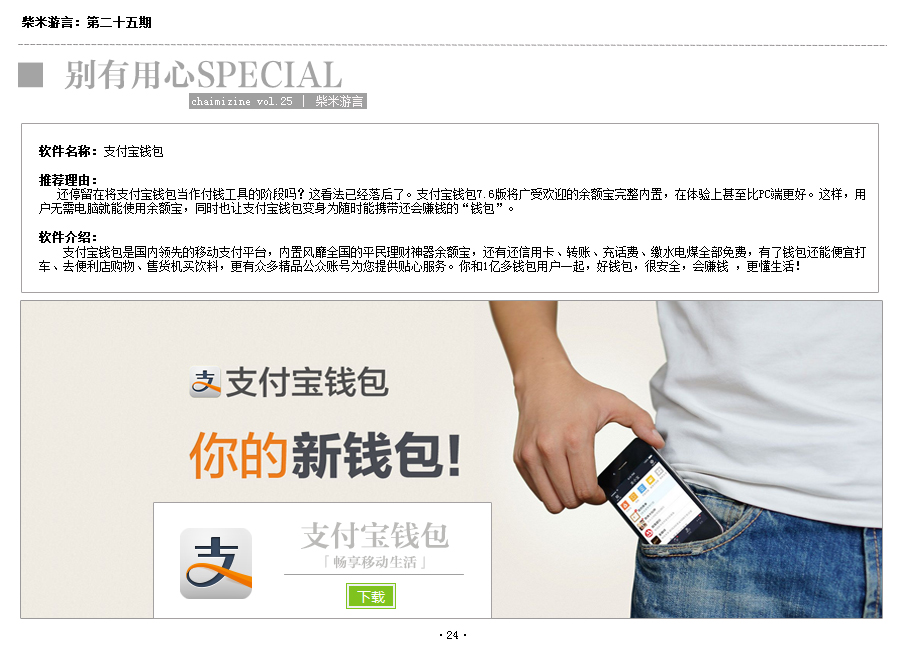 柴米游言：第二十五期
别有用心SPECIAL
chaimizine vol.25 | 柴米游言
软件名称：支付宝钱包
推荐理由：
还停留在将支付宝钱包当作付钱工具的阶段吗？这看法已经落后了。支付宝钱包7.6版将广受欢迎的余额宝完整内置，在体验上甚至比PC端更好。这样，用
户无需电脑就能使用余额宝，同时也让支付宝钱包变身为随时能携带还会赚钱的“钱包”。
软件介绍：
支付宝钱包是国内领先的移动支付平台，内置风靡全国的平民理财神器余额宝，还有还信用卡、转账、充话费、缴水电煤全部免费，有了钱包还能便宜打
车、去便利店购物、售货机买饮料，更有众多精品公众账号为您提供贴心服务。你和1亿多钱包用户一起，好钱包，很安全，会赚钱 ，更懂生活！
支 支付宝钱包
你的新钱包！
支
支付宝钱包
「 畅享移动生活 」
下载
·24·